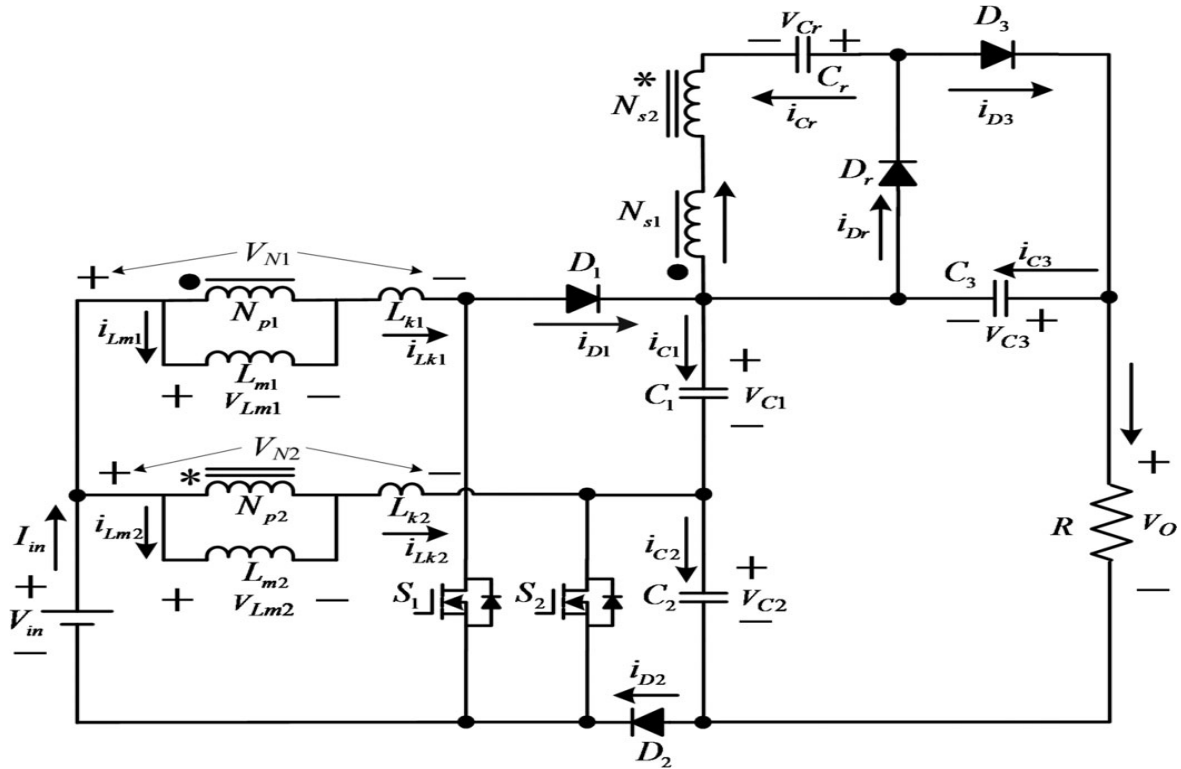 − V_Cr +
D_3
*
C_r
N_s2
i_Cr
i_D3
D_r
N_s1
i_Dr
+ V_N1 −
D_1
C_3
i_C3
N_p1
L_k1
− V_C3 +
i_Lm1
i_Lk1
i_D1
i_C1
L_m1
+ V_Lm1 −
C_1
+ V_C1 −
+ V_N2 −
*
N_p2
L_k2
I_in
i_Lm2
i_Lk2
i_C2
R
+ V_O −
L_m2
+ V_Lm2 −
S_1
S_2
C_2
+ V_C2 −
+ V_in −
i_D2
D_2